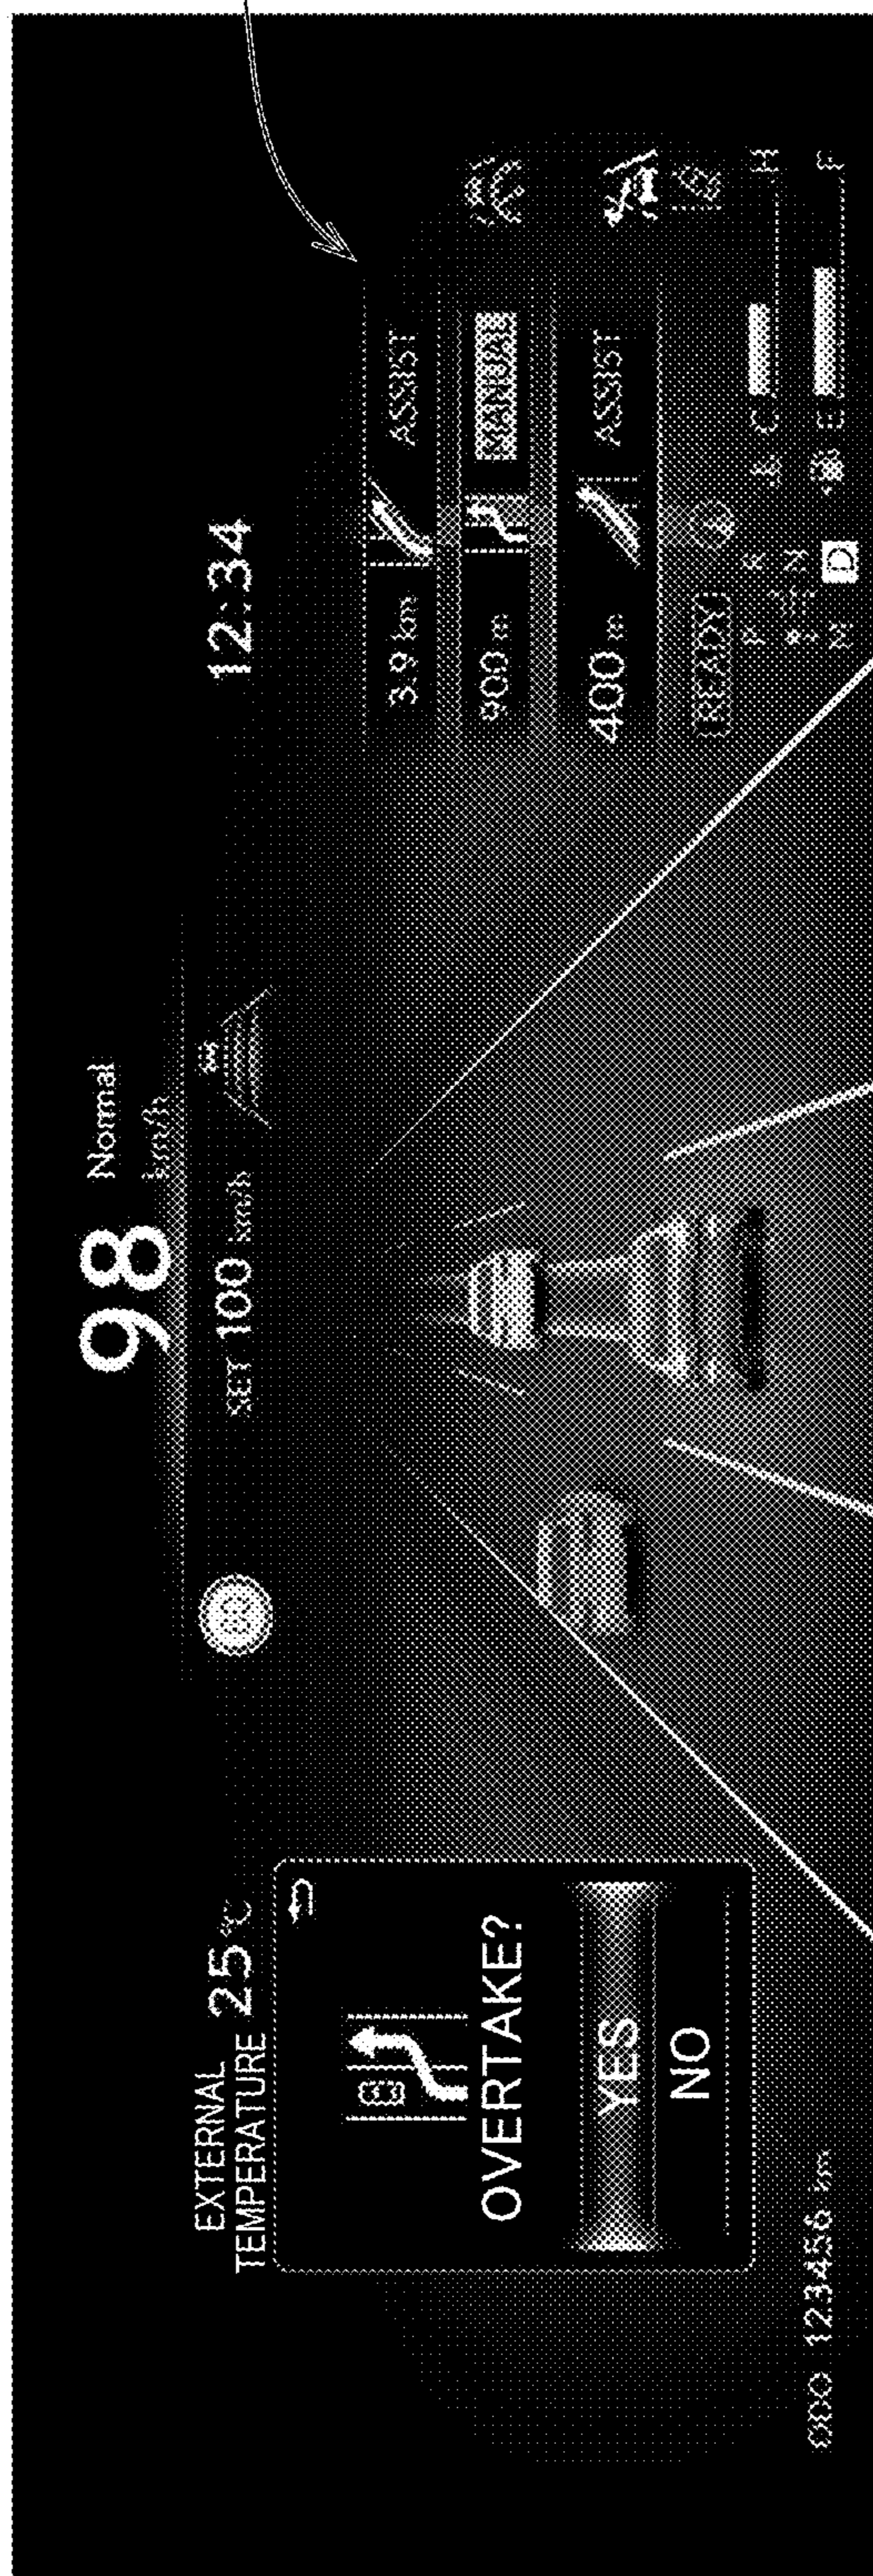 98 Normal
km/h
EXTERNAL
TEMPERATURE 25°C
SET 100 km/h
12:34
OVERTAKE?
YES
NO
3.9 km ASSIST
900 m MANUAL
400 m ASSIST
READY
P R
N
M D
C H
E F
ODO 123456 km